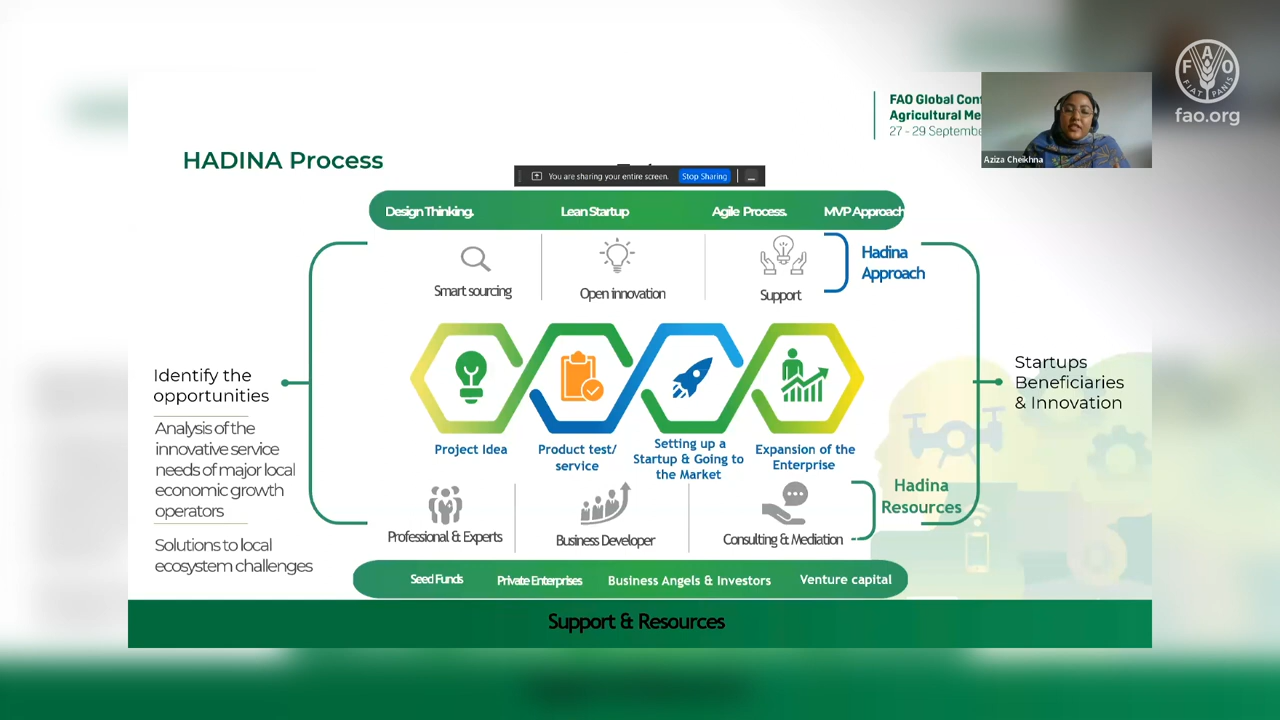 FAO
FIAT PANIS
fao.org
FAO Global Con
Agricultural Me
27 - 29 Septembe
Aziza Cheikhna
HADINA Process
You are sharing your entire screen.
Stop Sharing
Design Thinking.
Lean Startup
Agile Process.
MVP Approach
Smart sourcing
Open innovation
Support
Hadina
Approach
Identify the
opportunities
Analysis of the
innovative service
needs of major local
economic growth
operators
Solutions to local
ecosystem challenges
Project Idea
Product test/
service
Setting up a
Startup & Going to
the Market
Expansion of the
Enterprise
Startups
Beneficiaries
& Innovation
Professional & Experts
Business Developer
Consulting & Mediation
Hadina
Resources
Seed Funds
Private Enterprises
Business Angels & Investors
Venture capital
Support & Resources